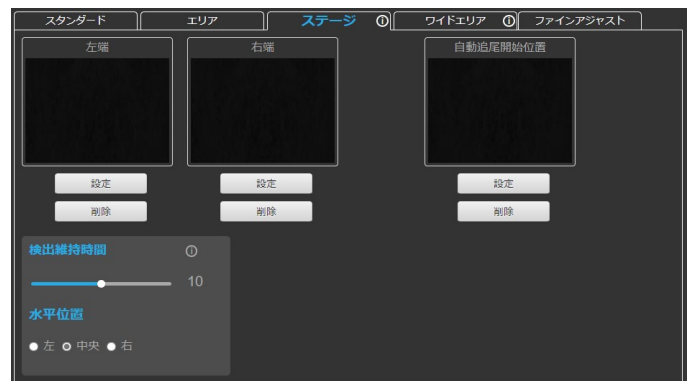 スタンダード エリア ステージ ワイドエリア ファインアジャスト
左端 右端 自動追尾開始位置
設定 設定 設定
削除 削除 削除
検出維持時間
10
水平位置
左 中央 右